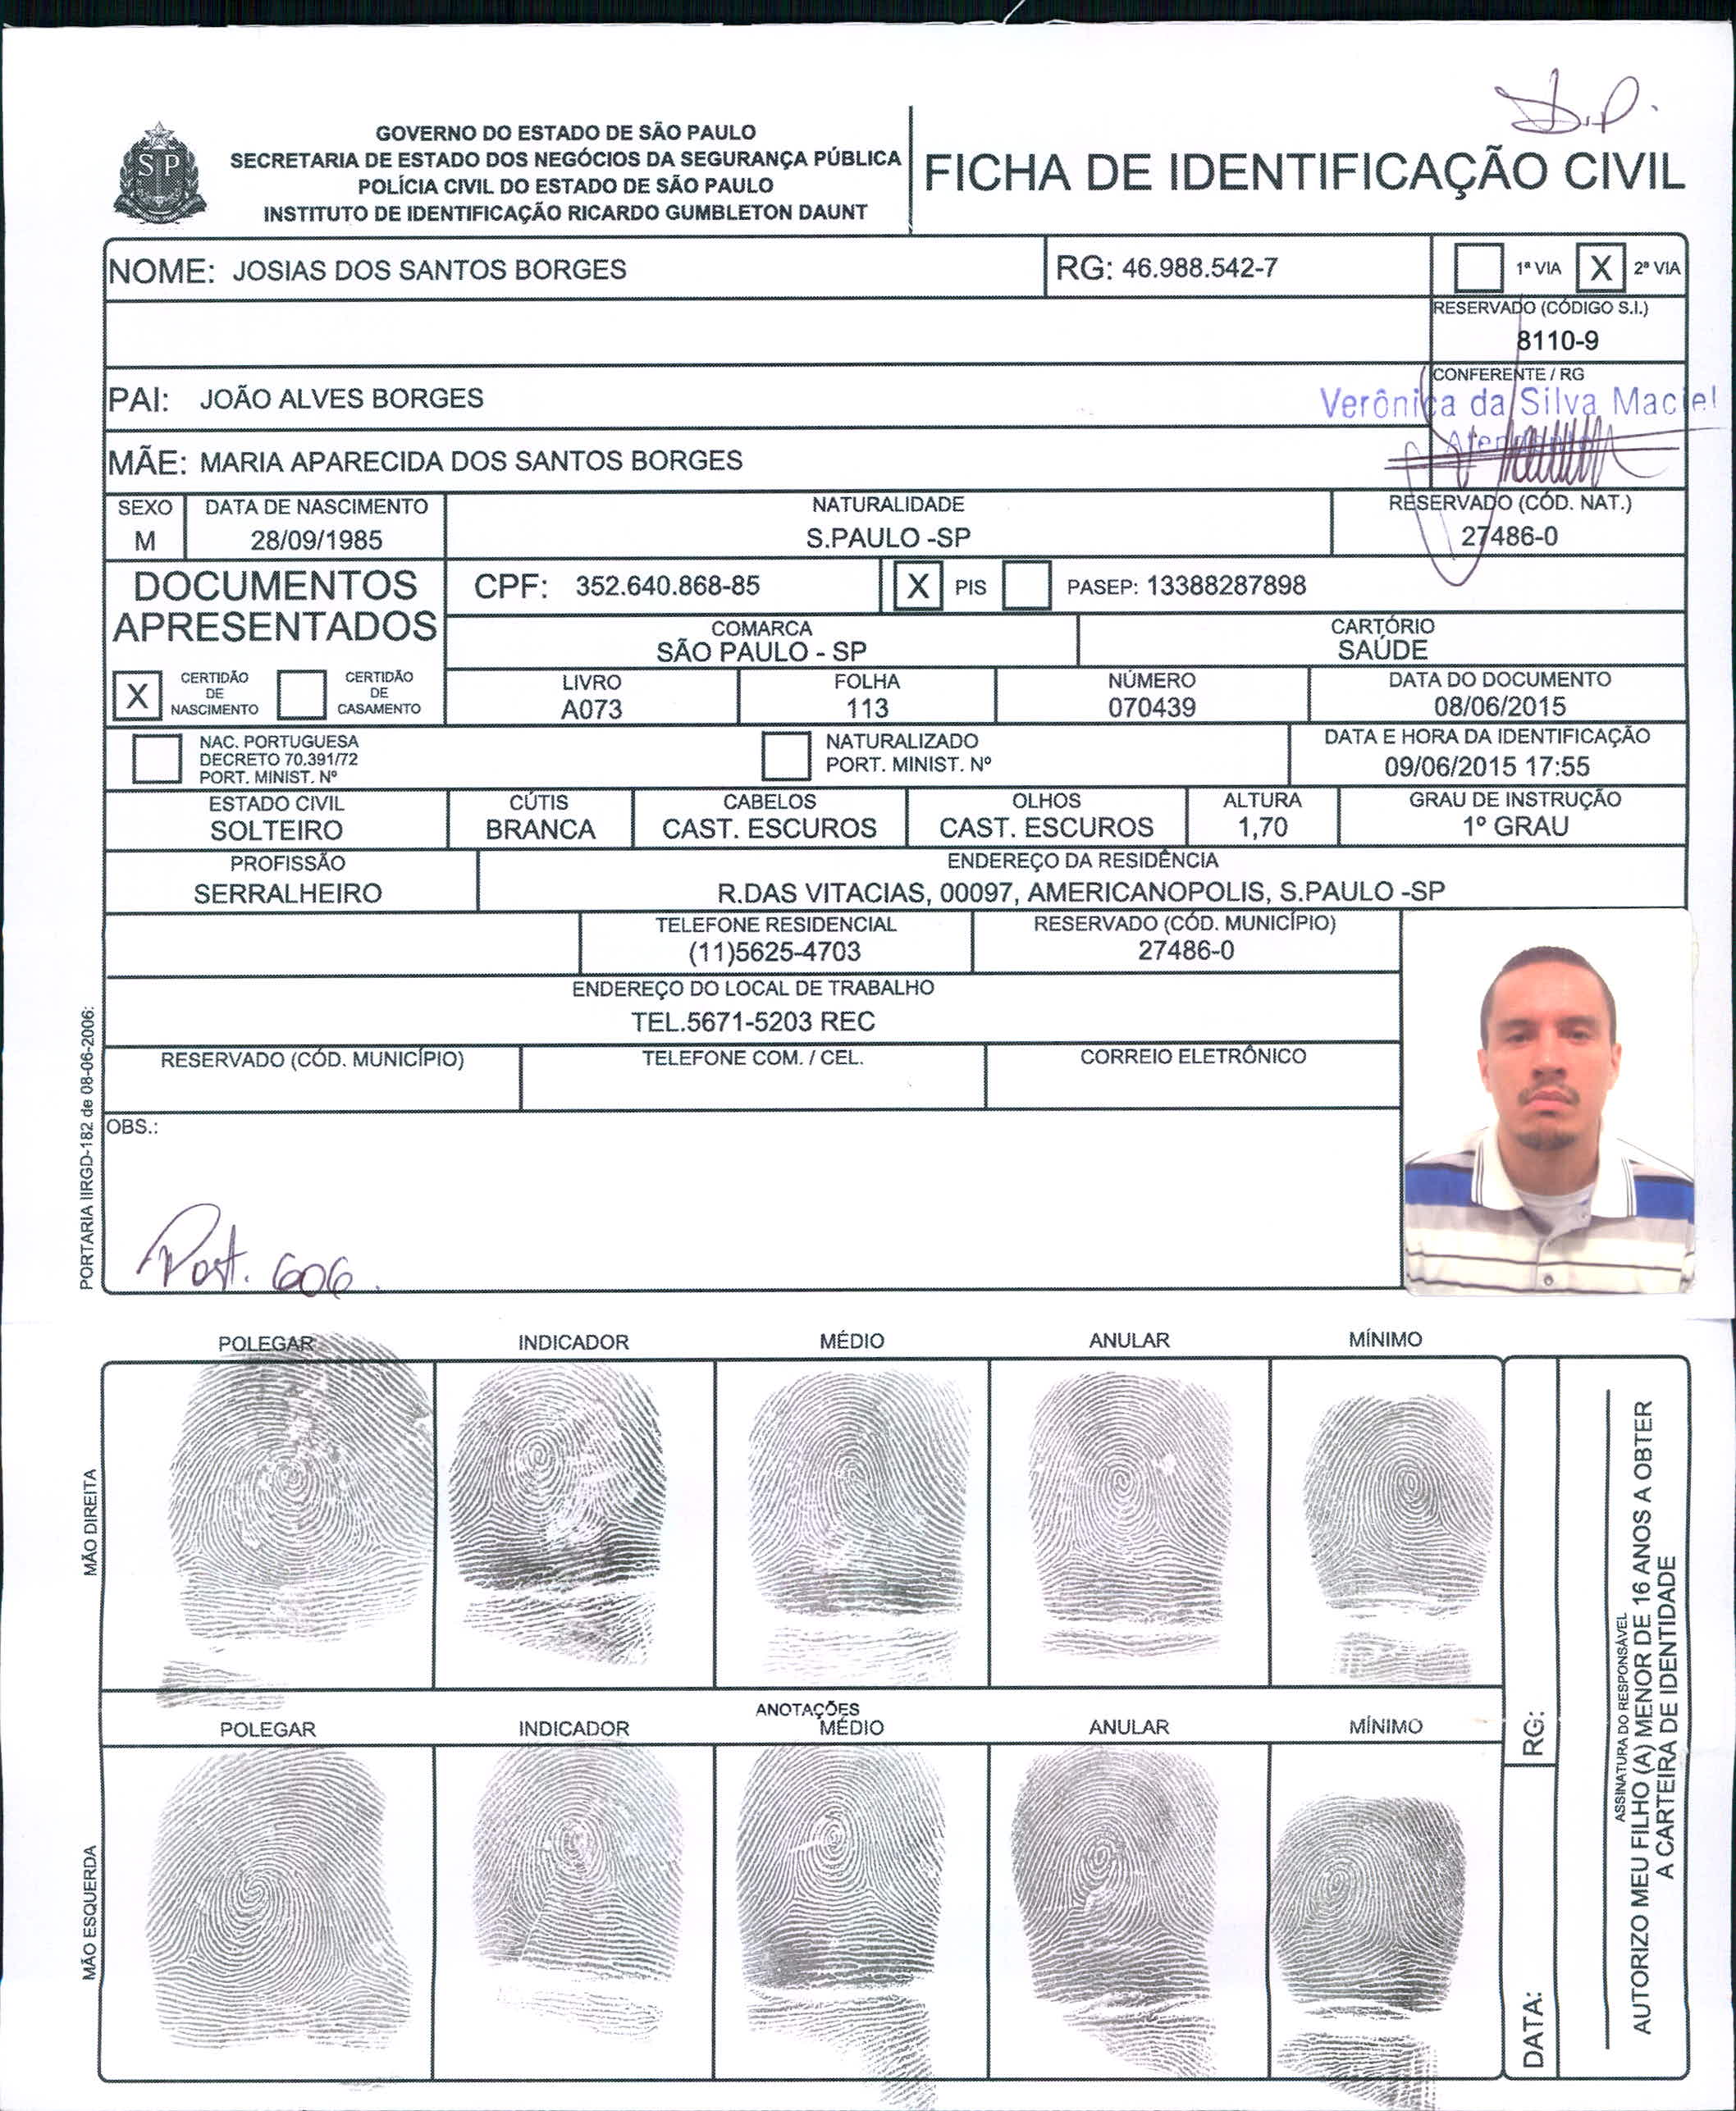 D.P.
GOVERNO DO ESTADO DE SÃO PAULO
SECRETARIA DE ESTADO DOS NEGÓCIOS DA SEGURANÇA PÚBLICA
POLÍCIA CIVIL DO ESTADO DE SÃO PAULO
INSTITUTO DE IDENTIFICAÇÃO RICARDO GUMBLETON DAUNT
SP
FICHA DE IDENTIFICAÇÃO CIVIL
NOME: JOSIAS DOS SANTOS BORGES
RG: 46.988.542-7
1ª VIA X 2ª VIA
RESERVADO (CÓDIGO S.I.)
8110-9
PAI: JOÃO ALVES BORGES
CONFERENTE / RG
Verônica da Silva Maciel
MÃE: MARIA APARECIDA DOS SANTOS BORGES
SEXO
M
DATA DE NASCIMENTO
28/09/1985
NATURALIDADE
S.PAULO -SP
RESERVADO (CÓD. NAT.)
27486-0
DOCUMENTOS
APRESENTADOS
CPF: 352.640.868-85
X PIS PASEP: 13388287898
COMARCA
SÃO PAULO - SP
CARTÓRIO
SAÚDE
X CERTIDÃO DE NASCIMENTO
CERTIDÃO DE CASAMENTO
LIVRO
A073
FOLHA
113
NÚMERO
070439
DATA DO DOCUMENTO
08/06/2015
NAC. PORTUGUESA
DECRETO 70.391/72
PORT. MINIST. Nº
NATURALIZADO
PORT. MINIST. Nº
DATA E HORA DA IDENTIFICAÇÃO
09/06/2015 17:55
ESTADO CIVIL
SOLTEIRO
CÚTIS
BRANCA
CABELOS
CAST. ESCUROS
OLHOS
CAST. ESCUROS
ALTURA
1,70
GRAU DE INSTRUÇÃO
1º GRAU
PROFISSÃO
SERRALHEIRO
ENDEREÇO DA RESIDÊNCIA
R.DAS VITACIAS, 00097, AMERICANOPOLIS, S.PAULO -SP
TELEFONE RESIDENCIAL
(11)5625-4703
RESERVADO (CÓD. MUNICÍPIO)
27486-0
ENDEREÇO DO LOCAL DE TRABALHO
TEL.5671-5203 REC
RESERVADO (CÓD. MUNICÍPIO)
TELEFONE COM. / CEL.
CORREIO ELETRÔNICO
OBS.:
Port. 606.
PORTARIA IIRGD-182 de 08-06-2006:
POLEGAR INDICADOR MÉDIO ANULAR MÍNIMO
MÃO DIREITA
ANOTAÇÕES
POLEGAR INDICADOR MÉDIO ANULAR MÍNIMO
MÃO ESQUERDA
RG:
DATA:
ASSINATURA DO RESPONSÁVEL
AUTORIZO MEU FILHO (A) MENOR DE 16 ANOS A OBTER
A CARTEIRA DE IDENTIDADE